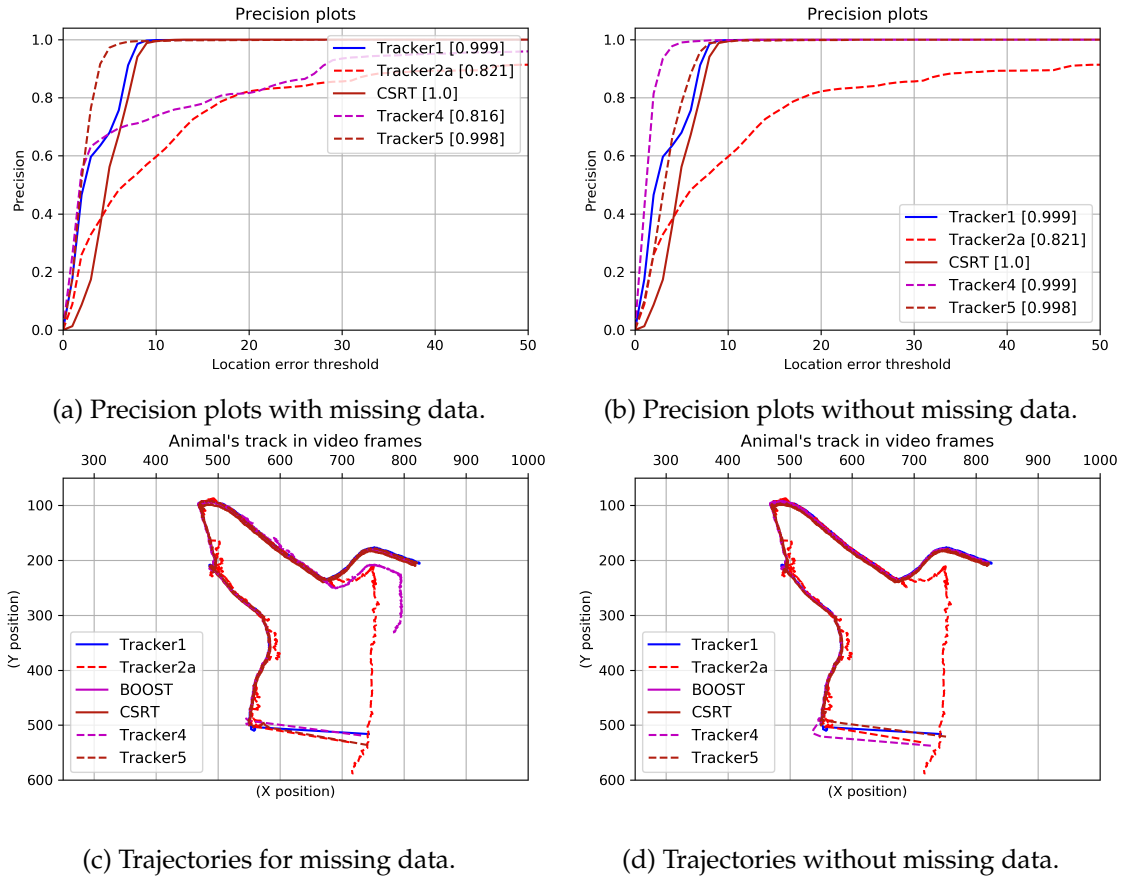 Precision plots
1.0
0.8
0.6
0.4
0.2
0.0
Precision
0 10 20 30 40 50
Location error threshold
Tracker1 [0.999]
Tracker2a [0.821]
CSRT [1.0]
Tracker4 [0.816]
Tracker5 [0.998]
(a) Precision plots with missing data.
Precision plots
1.0
0.8
0.6
0.4
0.2
0.0
Precision
0 10 20 30 40 50
Location error threshold
Tracker1 [0.999]
Tracker2a [0.821]
CSRT [1.0]
Tracker4 [0.999]
Tracker5 [0.998]
(b) Precision plots without missing data.
Animal's track in video frames
300 400 500 600 700 800 900 1000
100
200
300
400
500
600
(Y position)
(X position)
Tracker1
Tracker2a
BOOST
CSRT
Tracker4
Tracker5
(c) Trajectories for missing data.
Animal's track in video frames
300 400 500 600 700 800 900 1000
100
200
300
400
500
600
(Y position)
(X position)
Tracker1
Tracker2a
BOOST
CSRT
Tracker4
Tracker5
(d) Trajectories without missing data.